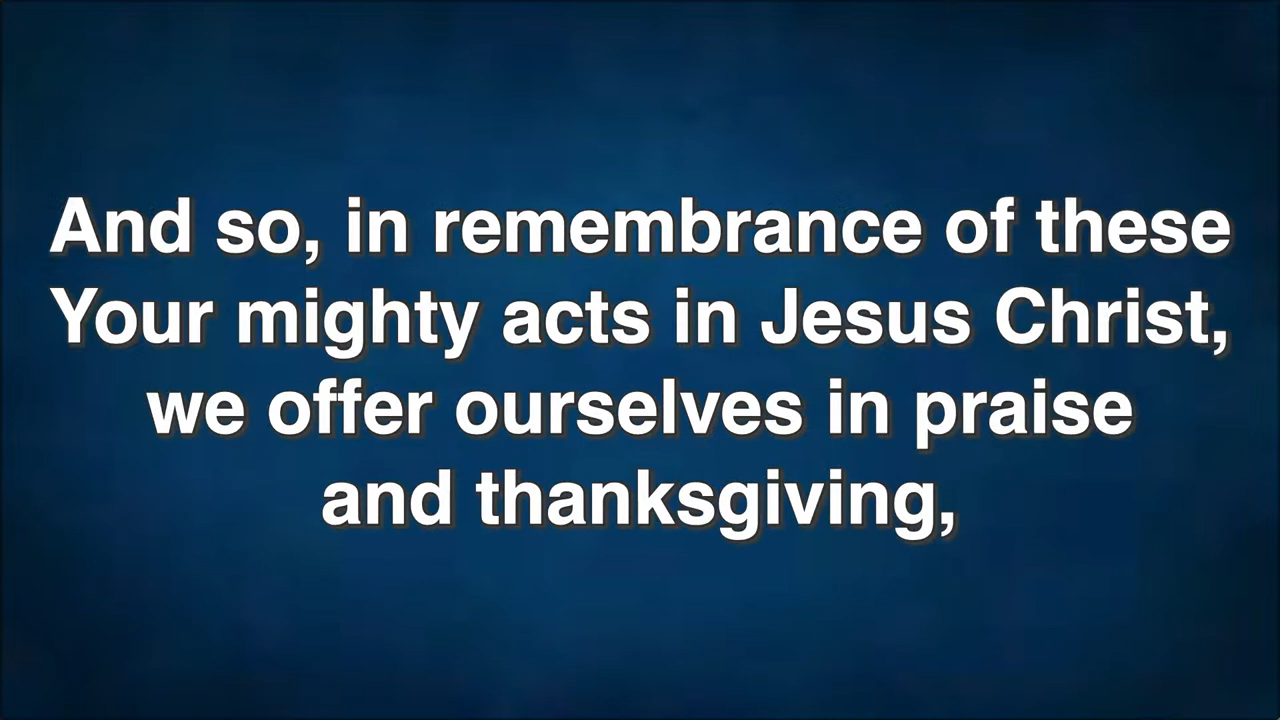 And so, in remembrance of these
Your mighty acts in Jesus Christ,
we offer ourselves in praise
and thanksgiving,